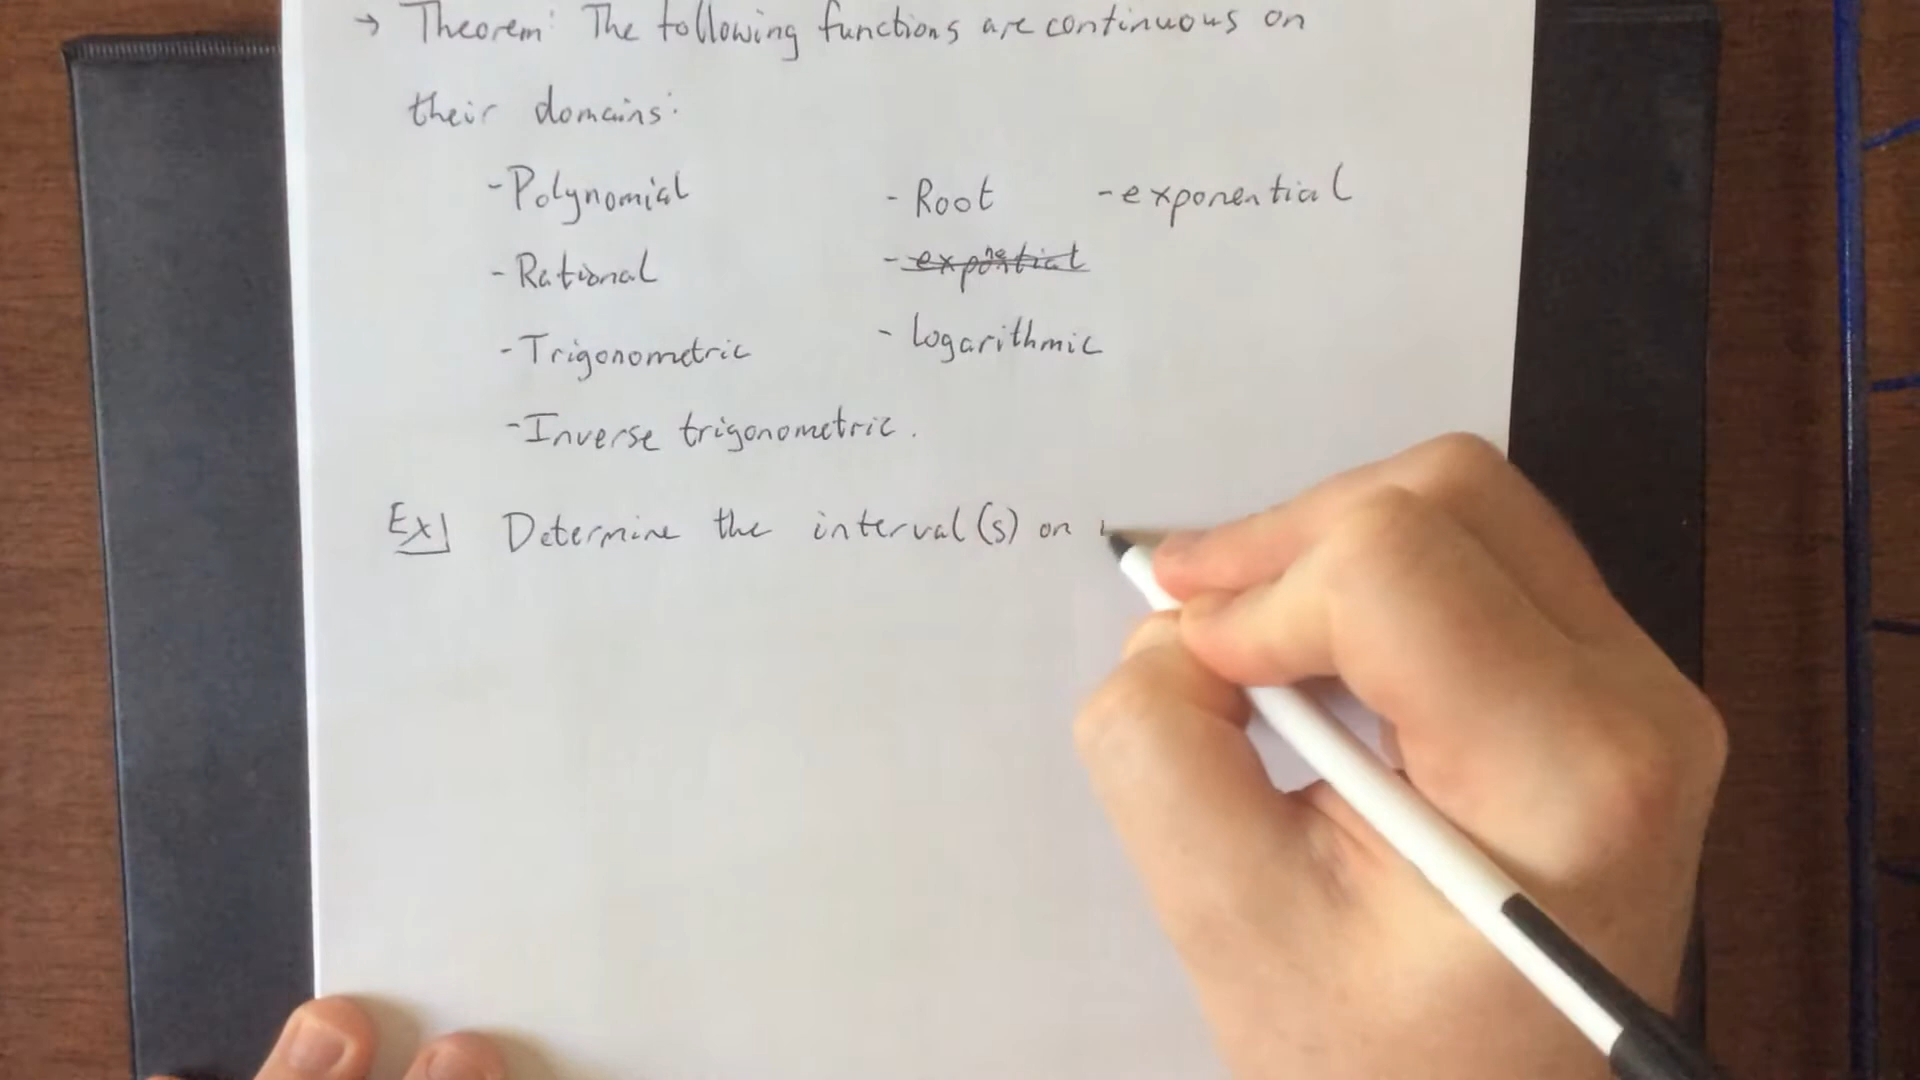 → Theorem: The following functions are continuous on
their domains:
- Polynomial - Root - exponential
- Rational - exponential
- Trigonometric - logarithmic
- Inverse trigonometric.
Ex] Determine the interval(s) on